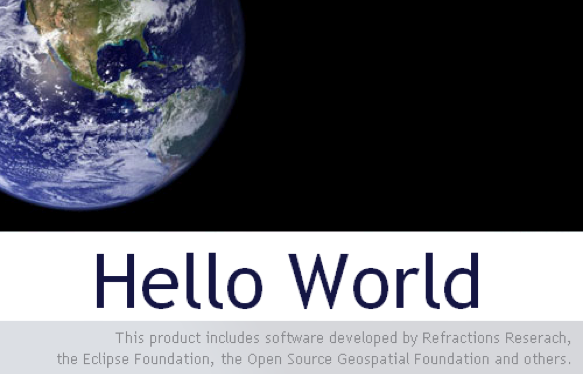 Hello World
This product includes software developed by Refractions Reserach,
the Eclipse Foundation, the Open Source Geospatial Foundation and others.